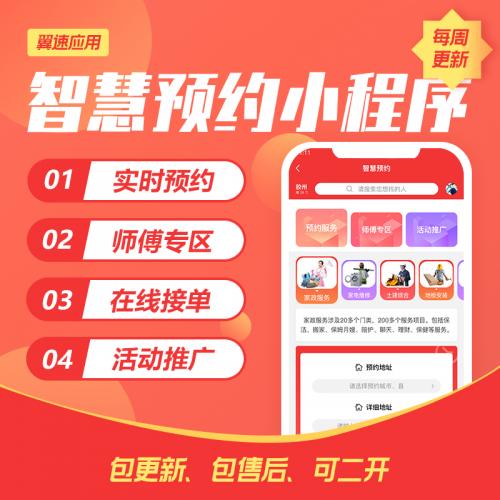 翼速应用
每周
更新
智慧预约小程序
01 实时预约
02 师傅专区
03 在线接单
04 活动推广
智慧预约
胶州
请搜索您想找的人
预约服务
师傅专区
活动推广
家政服务
家电维修
土建综合
地板安装
家政服务涉及20多个门类、200多个服务项目。包括保
洁、搬家、保姆月嫂、陪护、聊天、理财、保健等服务。
预约地址
请选择预约城市、县
详细地址
包更新、包售后、可二开